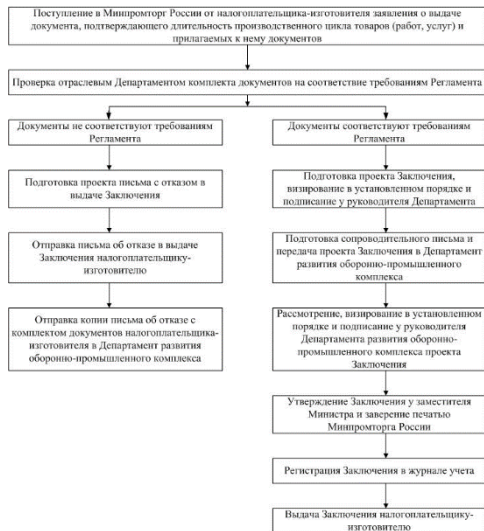 Поступление в Минпромторг России от налогоплательщика-изготовителя заявления о выдаче
документа, подтверждающего длительность производственного цикла товаров (работ, услуг) и
прилагаемых к нему документов
Проверка отраслевым Департаментом комплекта документов на соответствие требованиям Регламента
Документы не соответствуют требованиям
Регламента
Подготовка проекта письма с отказом в
выдаче Заключения
Отправка письма об отказе в выдаче
Заключения налогоплательщику-
изготовителю
Отправка копии письма об отказе с
комплектом документов налогоплательщика-
изготовителя в Департамент развития
оборонно-промышленного комплекса
Документы соответствуют требованиям
Регламента
Подготовка проекта Заключения,
визирование в установленном порядке и
подписание у руководителя Департамента
Подготовка сопроводительного письма и
передача проекта Заключения в Департамент
развития оборонно-промышленного
комплекса
Рассмотрение, визирование в установленном
порядке и подписание у руководителя
Департамента развития оборонно-
промышленного комплекса проекта
Заключения
Утверждение Заключения у заместителя
Министра и заверение печатью
Минпромторга России
Регистрация Заключения в журнале учета
Выдача Заключения налогоплательщику-
изготовителю